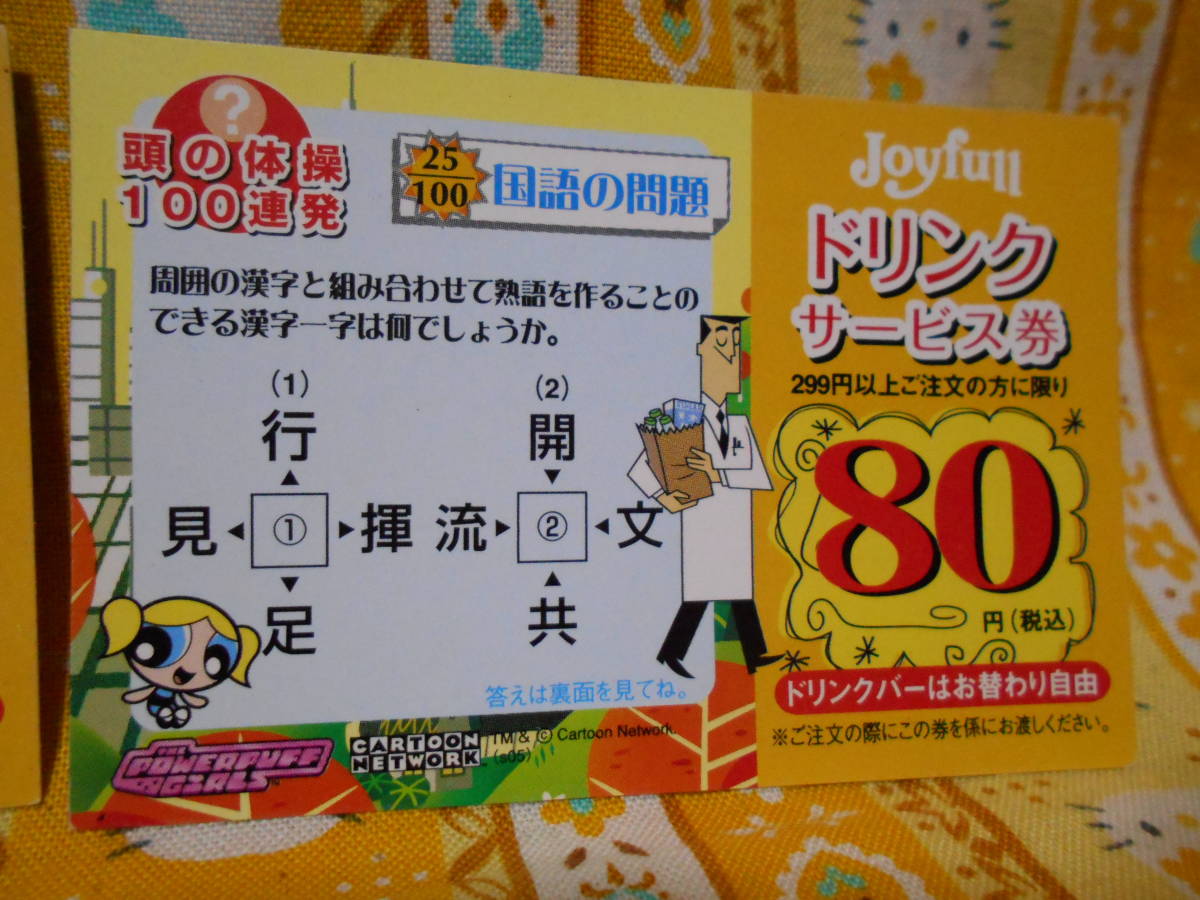 ?
頭の体操
100連発
25
100
国語の問題
周囲の漢字と組み合わせて熟語を作ることの
できる漢字一字は何でしょうか。
(1)
行
見 ◂ ① ▸ 揮
足
(2)
開
流 ▸ ② ◂ 文
共
答えは裏面を見てね。
THE
POWERPUFF
GIRLS™
CARTOON
NETWORK
TM & © Cartoon Network.
(s05)
Joyfull
ドリンク
サービス券
299円以上ご注文の方に限り
80
円(税込)
ドリンクバーはお替わり自由
※ご注文の際にこの券を係にお渡しください。